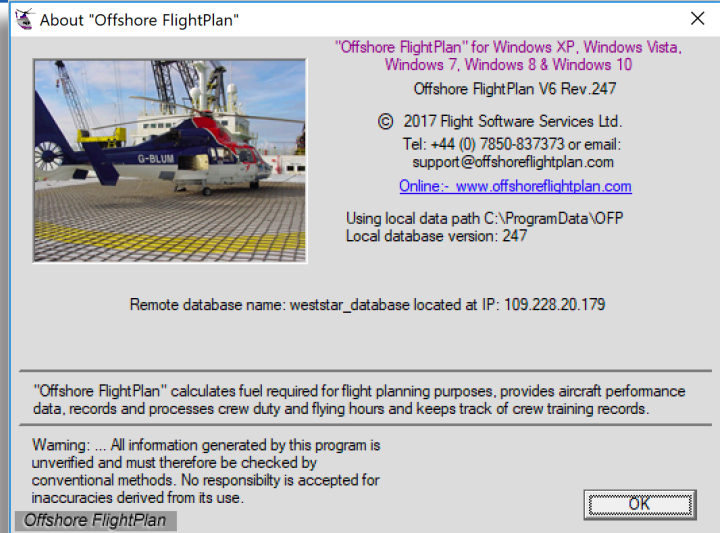 About "Offshore FlightPlan"
"Offshore FlightPlan" for Windows XP, Windows Vista,
Windows 7, Windows 8 & Windows 10
Offshore FlightPlan V6 Rev.247
© 2017 Flight Software Services Ltd.
Tel: +44 (0) 7850-837373 or email:
support@offshoreflightplan.com
Online:- www.offshoreflightplan.com
G-BLUM
Using local data path C:\ProgramData\OFP
Local database version: 247
Remote database name: weststar_database located at IP: 109.228.20.179
"Offshore FlightPlan" calculates fuel required for flight planning purposes, provides aircraft performance
data, records and processes crew duty and flying hours and keeps track of crew training records.
Warning: ... All information generated by this program is
unverified and must therefore be checked by
conventional methods. No responsibilty is accepted for
inaccuracies derived from its use.
OK
Offshore FlightPlan